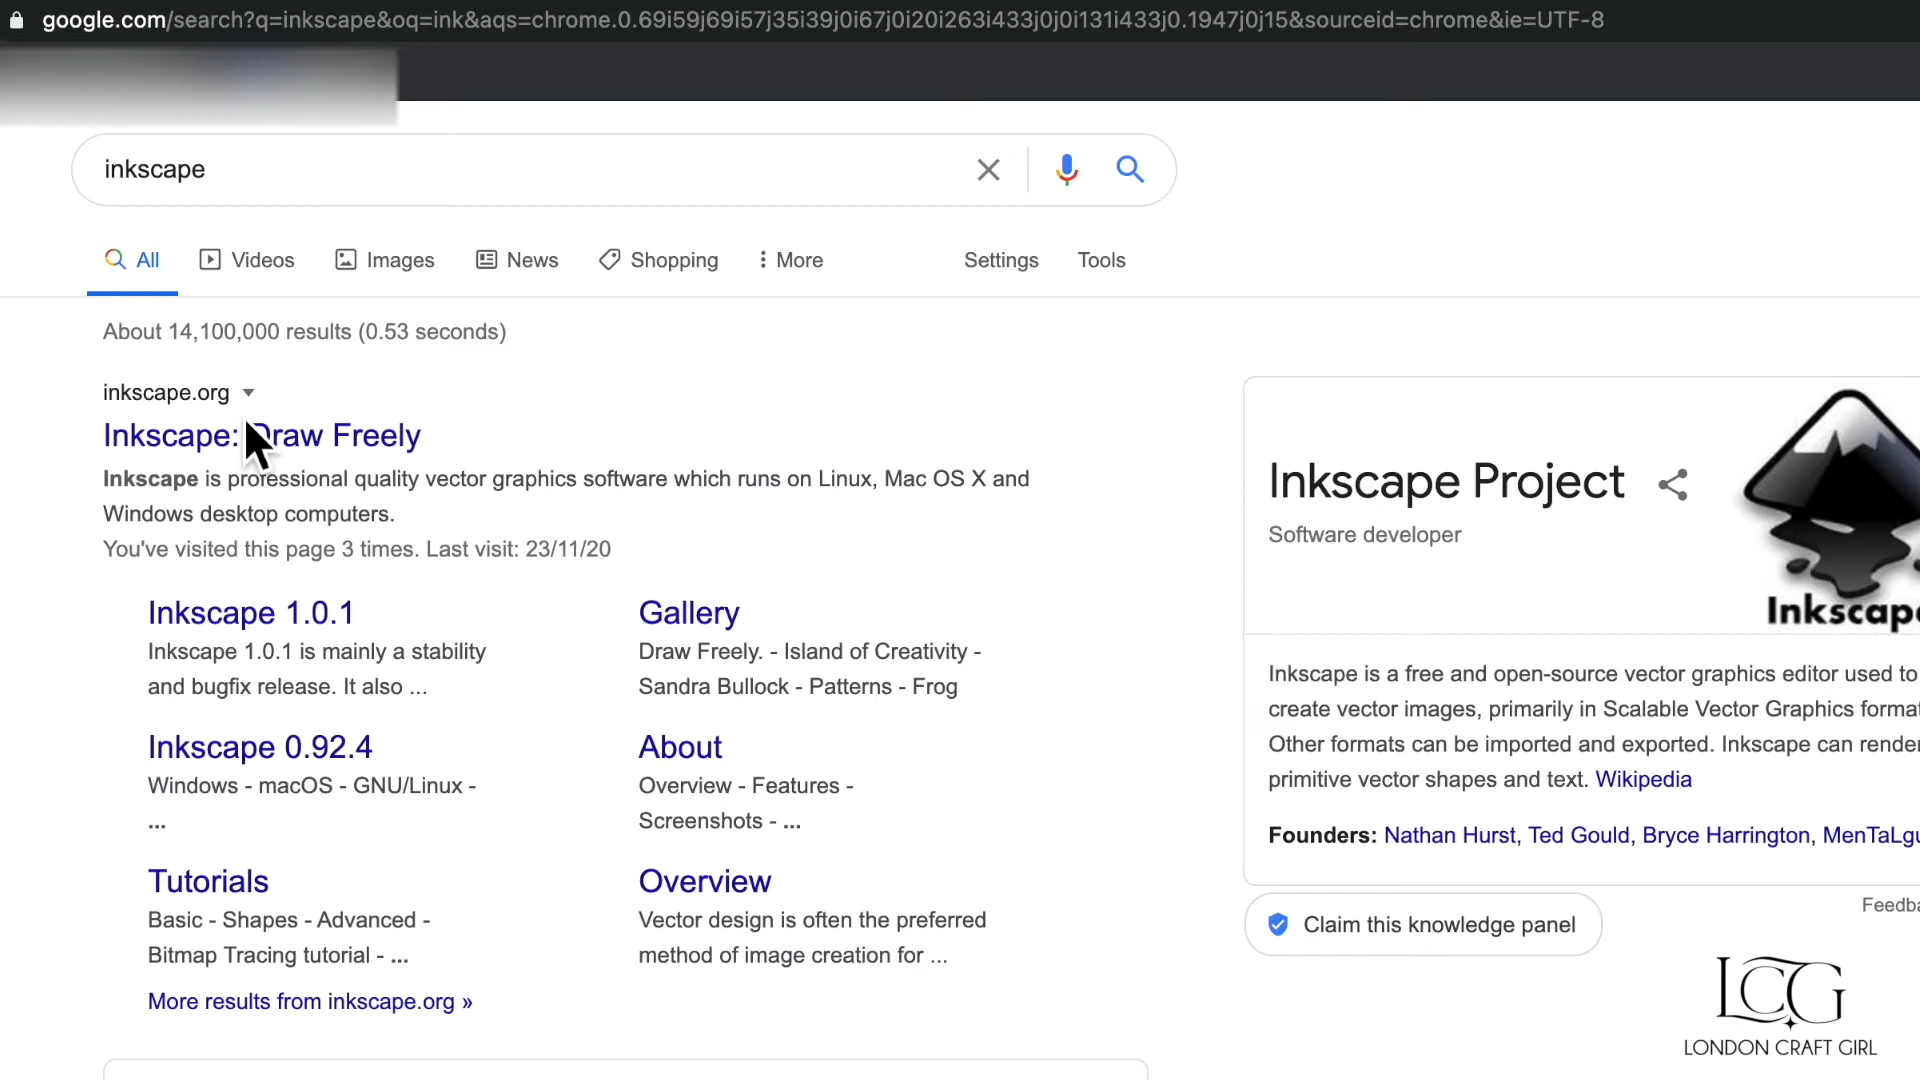 google.com/search?q=inkscape&oq=ink&aqs=chrome.0.69i59j69i57j35i39j0i67j0i20i263i433j0j0i131i433j0.1947j0j15&sourceid=chrome&ie=UTF-8
inkscape
All Videos Images News Shopping More Settings Tools
About 14,100,000 results (0.53 seconds)
inkscape.org
Inkscape: Draw Freely
Inkscape is professional quality vector graphics software which runs on Linux, Mac OS X and
Windows desktop computers.
You've visited this page 3 times. Last visit: 23/11/20
Inkscape 1.0.1
Inkscape 1.0.1 is mainly a stability
and bugfix release. It also ...
Gallery
Draw Freely. - Island of Creativity -
Sandra Bullock - Patterns - Frog
Inkscape 0.92.4
Windows - macOS - GNU/Linux -
...
About
Overview - Features -
Screenshots - ...
Tutorials
Basic - Shapes - Advanced -
Bitmap Tracing tutorial - ...
Overview
Vector design is often the preferred
method of image creation for ...
More results from inkscape.org »
Inkscape Project
Software developer
Inkscape
Inkscape is a free and open-source vector graphics editor used to
create vector images, primarily in Scalable Vector Graphics format
Other formats can be imported and exported. Inkscape can render
primitive vector shapes and text. Wikipedia
Founders: Nathan Hurst, Ted Gould, Bryce Harrington, MenTaLgu
Feedba
Claim this knowledge panel
LCG
LONDON CRAFT GIRL